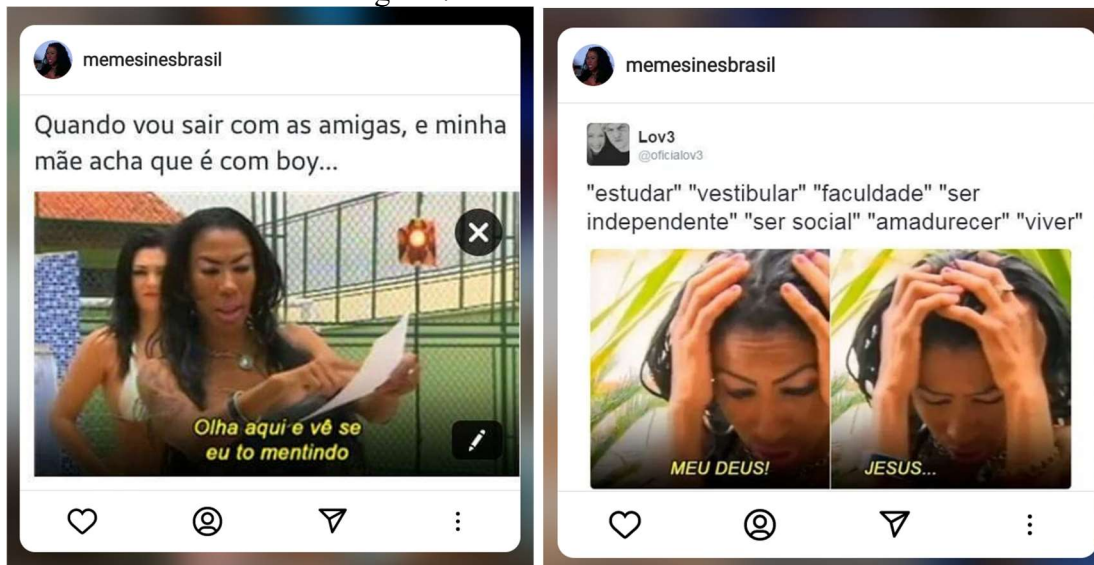 memesinesbrasil
Quando vou sair com as amigas, e minha
mãe acha que é com boy...
Olha aqui e vê se
eu to mentindo
memesinesbrasil
Lov3
@oficialov3
"estudar" "vestibular" "faculdade" "ser
independente" "ser social" "amadurecer" "viver"
MEU DEUS!
JESUS...